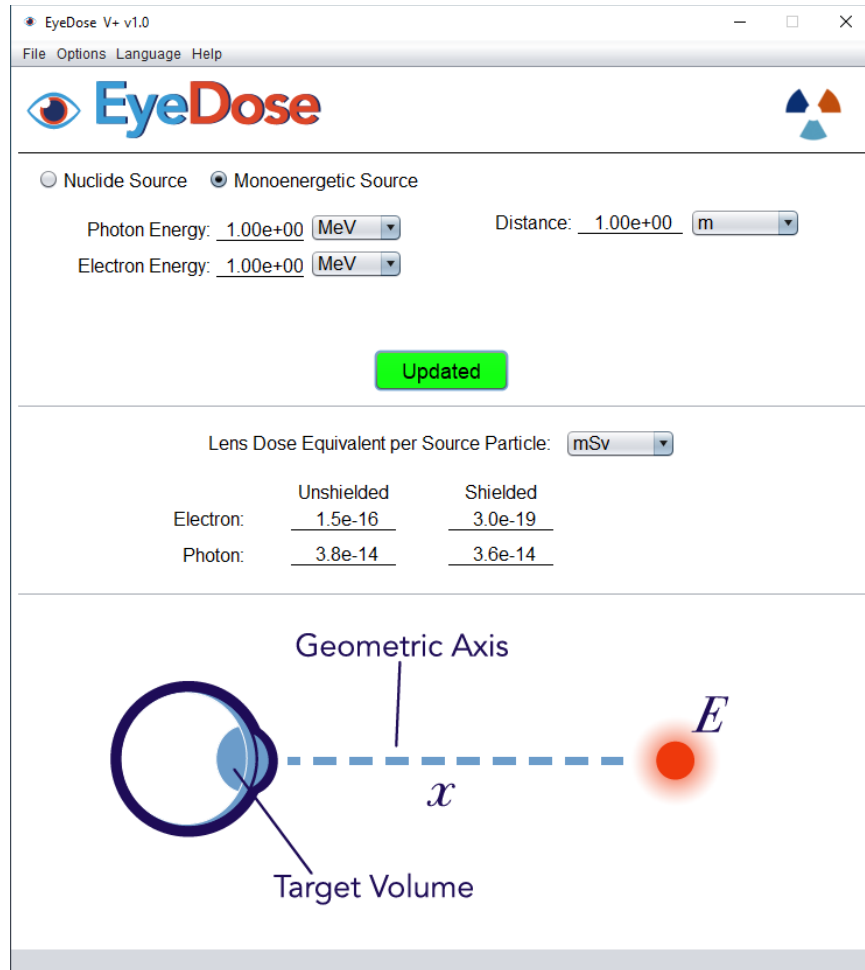 EyeDose V+ v1.0
File Options Language Help
EyeDose
Nuclide Source Monoenergetic Source
Photon Energy: 1.00e+00 MeV Distance: 1.00e+00 m
Electron Energy: 1.00e+00 MeV
Updated
Lens Dose Equivalent per Source Particle: mSv
Unshielded Shielded
Electron: 1.5e-16 3.0e-19
Photon: 3.8e-14 3.6e-14
Geometric Axis
E
x
Target Volume